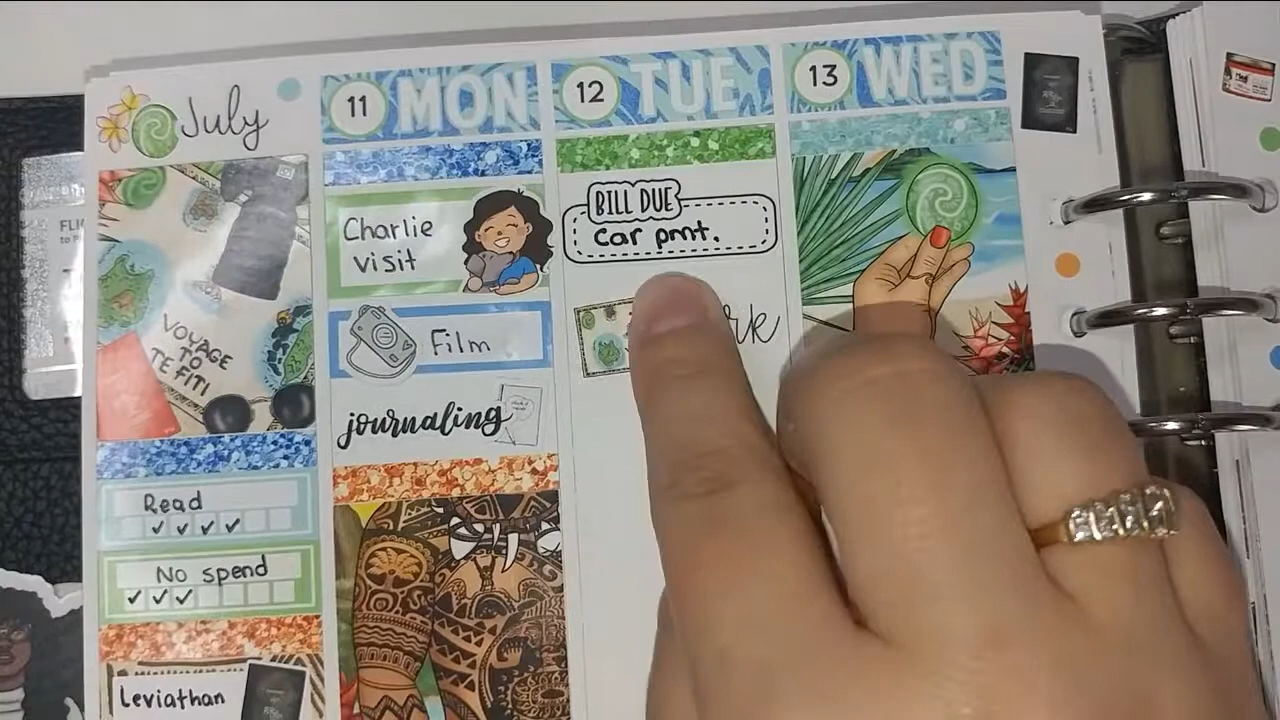 July
11 MON
12 TUE
13 WED
Charlie
visit
Film
journaling
BILL DUE
Car pmt.
VOYAGE
TO
TE FITI
Read
No spend
Leviathan